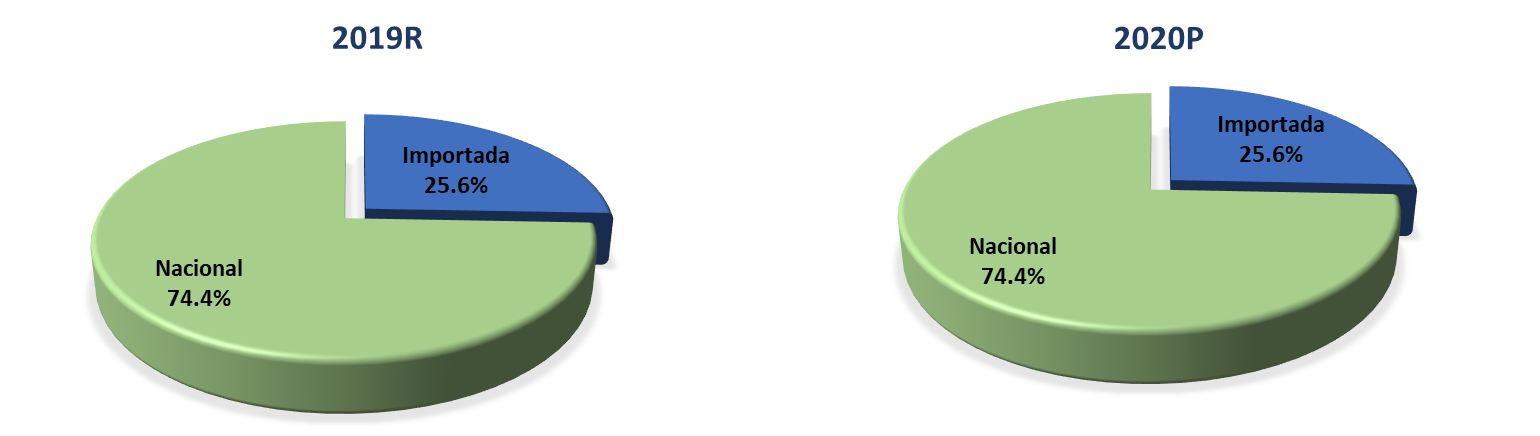 2019R
Importada
25.6%
Nacional
74.4%
2020P
Importada
25.6%
Nacional
74.4%